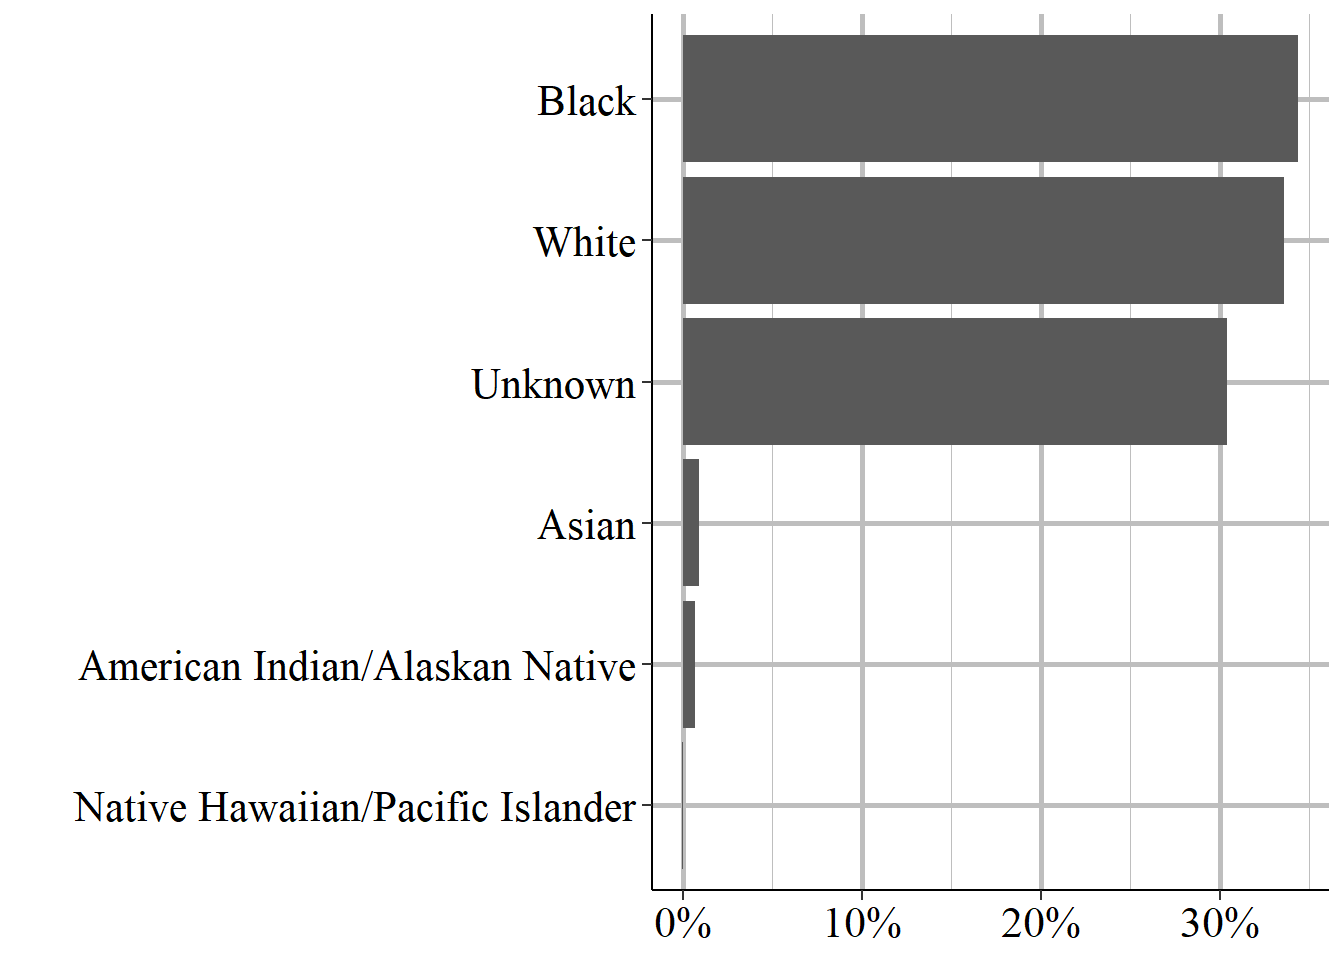 Black
White
Unknown
Asian
American Indian/Alaskan Native
Native Hawaiian/Pacific Islander
0% 10% 20% 30%